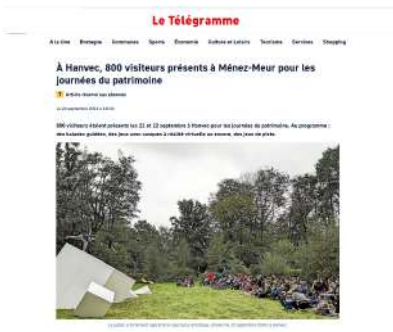 Le Télégramme
À la Une Bretagne Communes Sports Économie Culture et Loisirs Tourisme Services Shopping
À Hanvec, 800 visiteurs présents à Ménez-Meur pour les
journées du patrimoine
Article réservé aux abonnés
800 visiteurs étaient présents les 21 et 22 septembre à Hanvec pour les journées du patrimoine. Au programme :
des balades guidées, des jeux avec casques à réalité virtuelle ou encore, des jeux de piste.